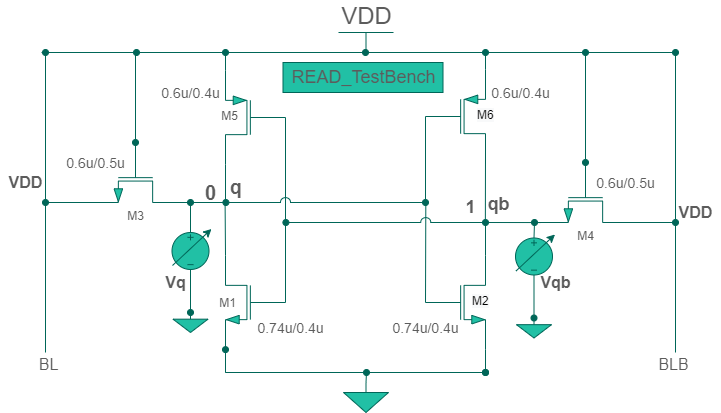 VDD
READ_TestBench
0.6u/0.4u
M5
0.6u/0.4u
M6
0.6u/0.5u
VDD
M3
0 q
1 qb
0.6u/0.5u
VDD
M4
+
-
Vq
+
-
Vqb
M1
0.74u/0.4u
M2
0.74u/0.4u
BL
BLB